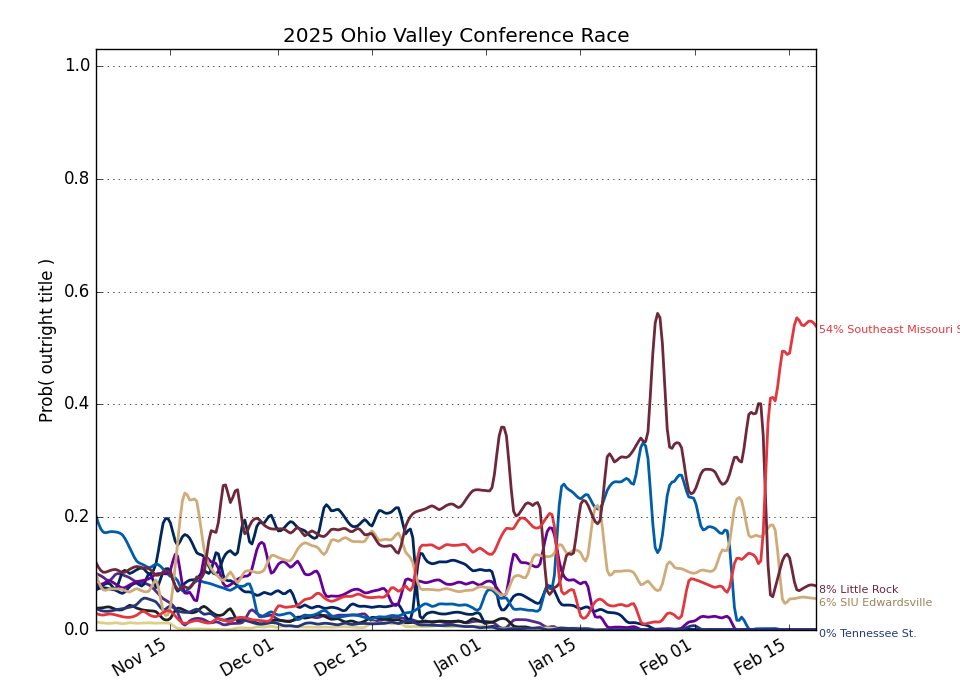 2025 Ohio Valley Conference Race
1.0
0.8
0.6
0.4
0.2
0.0
Prob( outright title )
54% Southeast Missouri S
8% Little Rock
6% SIU Edwardsville
0% Tennessee St.
Nov 15
Dec 01
Dec 15
Jan 01
Jan 15
Feb 01
Feb 15